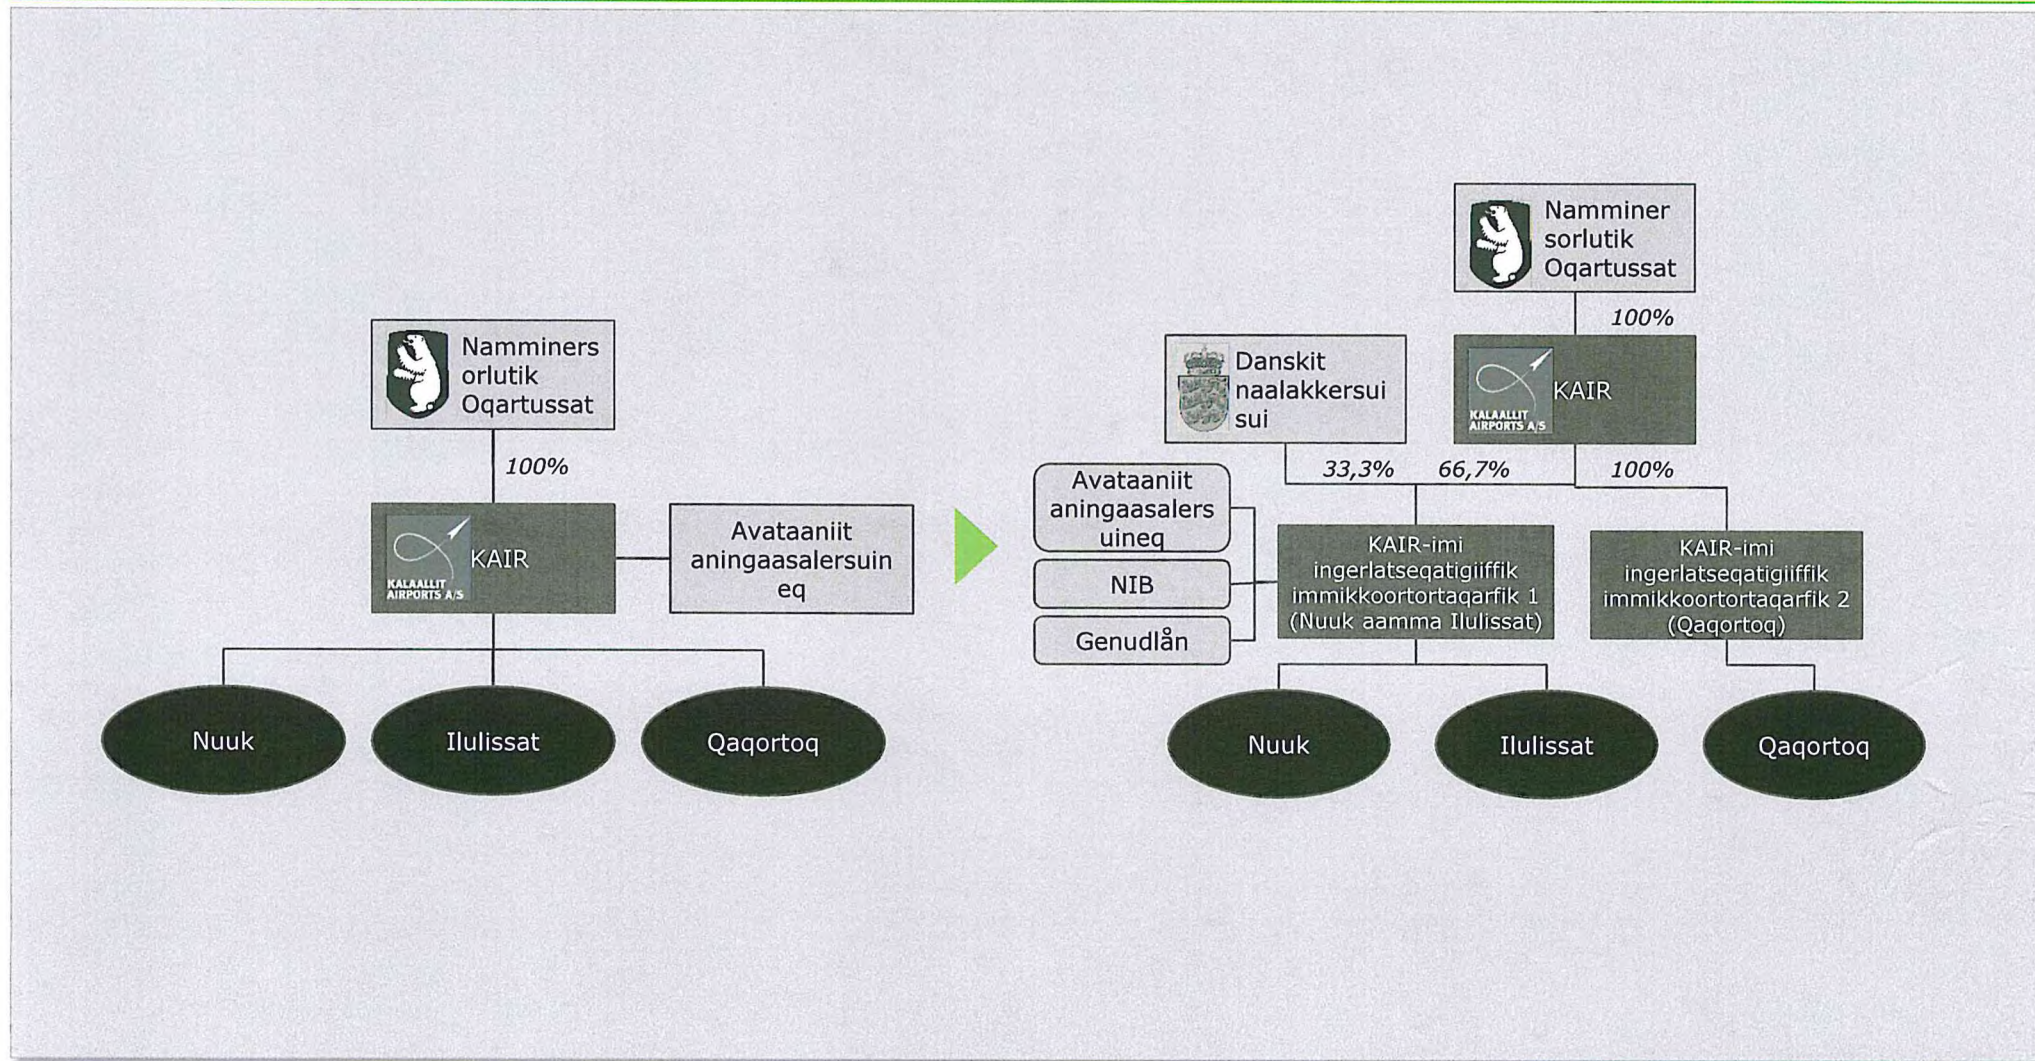 Namminers
orlutik
Oqartussat
100%
KALAALLIT
AIRPORTS A/S
KAIR
Avataaniit
aningaasalersuin
eq
Nuuk
Ilulissat
Qaqortoq
Namminer
sorlutik
Oqartussat
100%
Danskit
naalakkersui
sui
KALAALLIT
AIRPORTS A/S
KAIR
33,3%
66,7%
100%
Avataaniit
aningaasalers
uineq
NIB
Genudlån
KAIR-imi
ingerlatseqatigiiffik
immikkoortortaqarfik 1
(Nuuk aamma Ilulissat)
KAIR-imi
ingerlatseqatigiiffik
immikkoortortaqarfik 2
(Qaqortoq)
Nuuk
Ilulissat
Qaqortoq